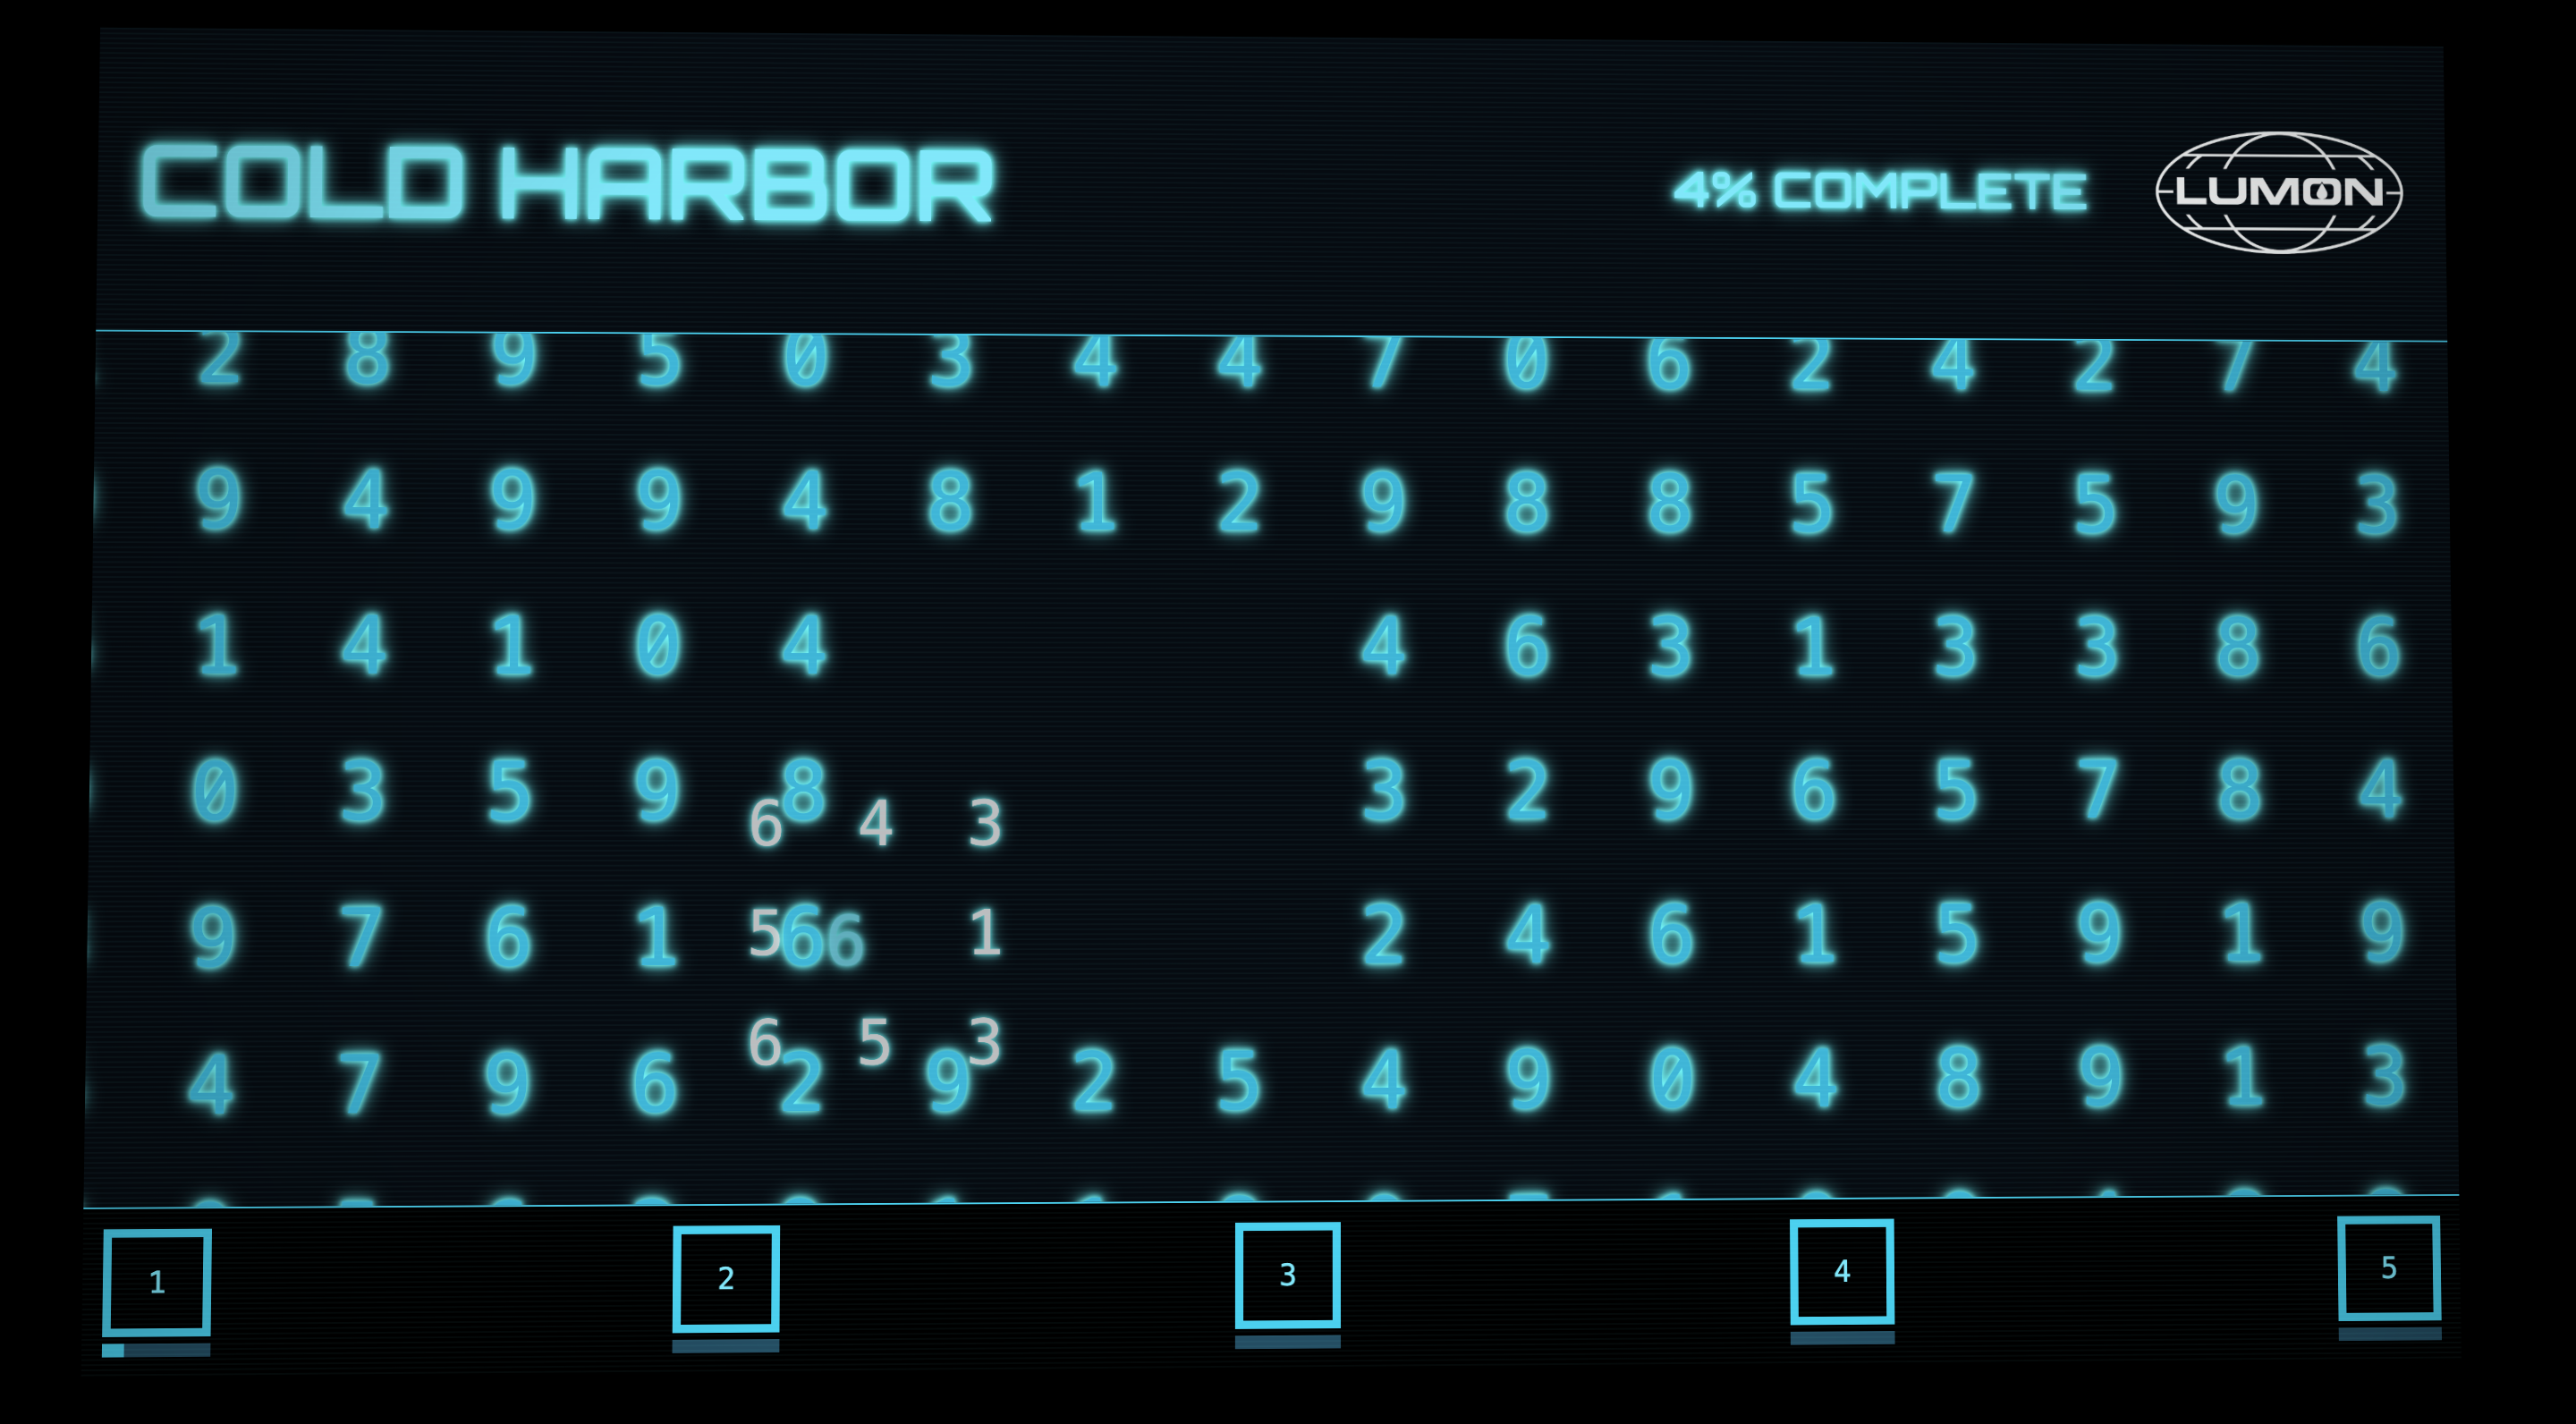 COLD HARBOR
4% COMPLETE
LUMON
2 8 9 5 0 3 4 4 7 0 6 2 4 2 7 4
9 4 9 9 4 8 1 2 9 8 8 5 7 5 9 3
1 4 1 0 4 4 6 3 1 3 3 8 6
0 3 5 9 8 3 2 9 6 5 7 8 4
6 4 3
9 7 6 1 6 2 4 6 1 5 9 1 9
5 6 1
6 5 3
4 7 9 6 2 9 2 5 4 9 0 4 8 9 1 3
1 2 3 4 5